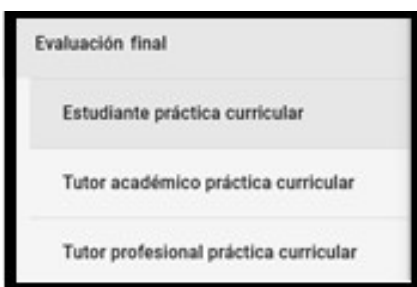 Evaluación final
Estudiante práctica curricular
Tutor académico práctica curricular
Tutor profesional práctica curricular